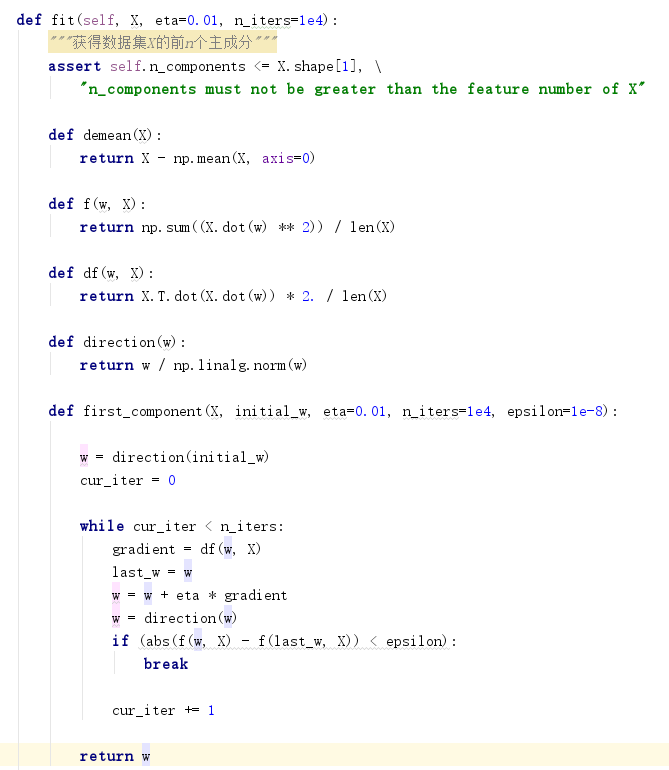 def fit(self, X, eta=0.01, n_iters=1e4):
"""获得数据集X的前n个主成分"""
assert self.n_components <= X.shape[1], \
"n_components must not be greater than the feature number of X"
def demean(X):
return X - np.mean(X, axis=0)
def f(w, X):
return np.sum((X.dot(w) ** 2)) / len(X)
def df(w, X):
return X.T.dot(X.dot(w)) * 2. / len(X)
def direction(w):
return w / np.linalg.norm(w)
def first_component(X, initial_w, eta=0.01, n_iters=1e4, epsilon=1e-8):
w = direction(initial_w)
cur_iter = 0
while cur_iter < n_iters:
gradient = df(w, X)
last_w = w
w = w + eta * gradient
w = direction(w)
if (abs(f(w, X) - f(last_w, X)) < epsilon):
break
cur_iter += 1
return w